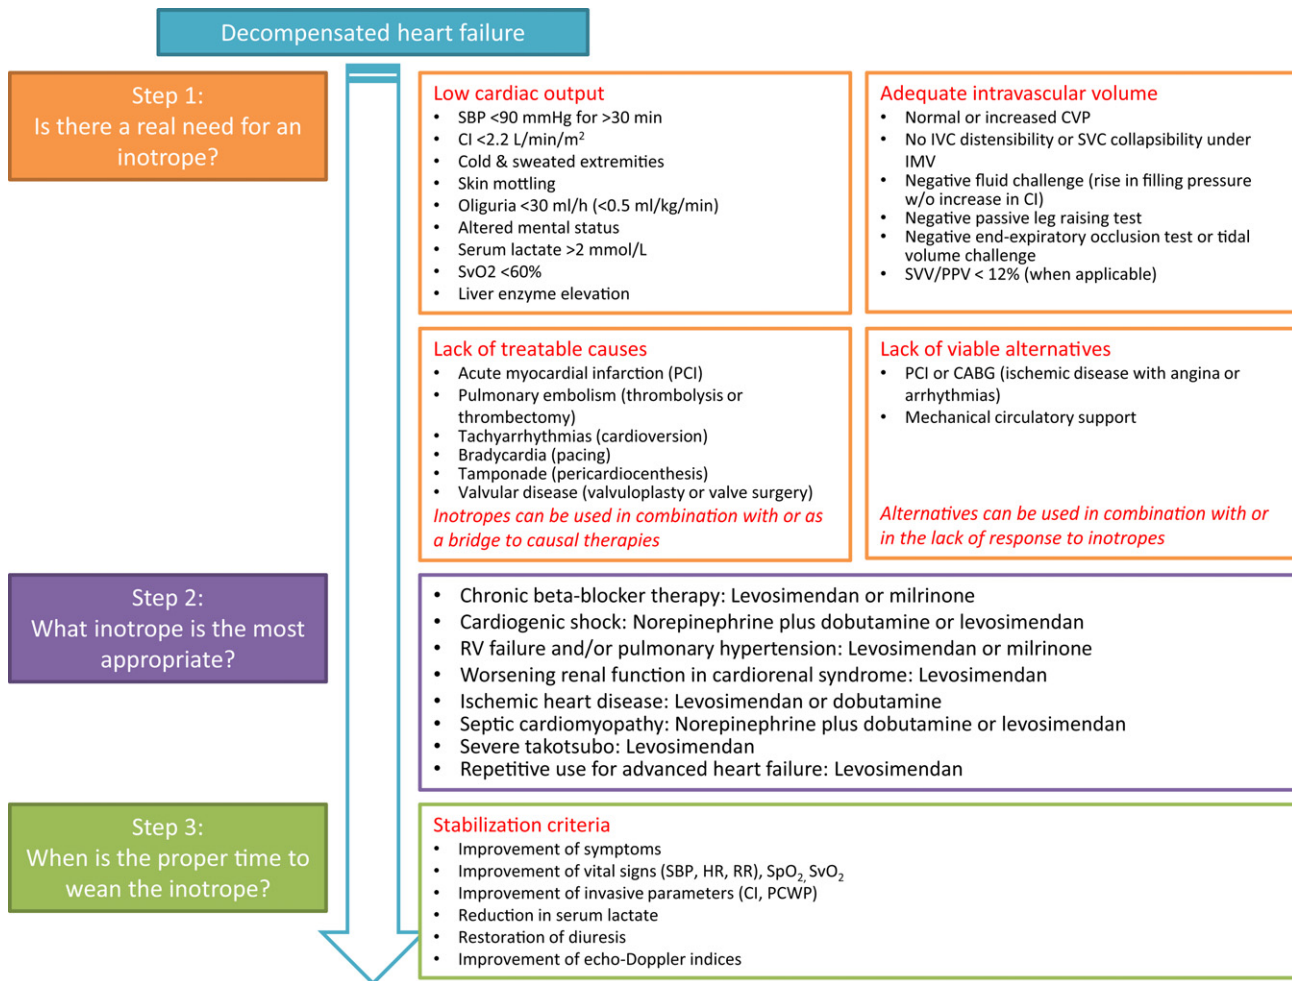 Decompensated heart failure
Step 1:
Is there a real need for an
inotrope?
Low cardiac output
• SBP <90 mmHg for >30 min
• CI <2.2 L/min/m²
• Cold & sweated extremities
• Skin mottling
• Oliguria <30 ml/h (<0.5 ml/kg/min)
• Altered mental status
• Serum lactate >2 mmol/L
• SvO2 <60%
• Liver enzyme elevation
Adequate intravascular volume
• Normal or increased CVP
• No IVC distensibility or SVC collapsibility under
IMV
• Negative fluid challenge (rise in filling pressure
w/o increase in CI)
• Negative passive leg raising test
• Negative end-expiratory occlusion test or tidal
volume challenge
• SVV/PPV < 12% (when applicable)
Lack of treatable causes
• Acute myocardial infarction (PCI)
• Pulmonary embolism (thrombolysis or
thrombectomy)
• Tachyarrhythmias (cardioversion)
• Bradycardia (pacing)
• Tamponade (pericardiocenthesis)
• Valvular disease (valvuloplasty or valve surgery)
Inotropes can be used in combination with or as
a bridge to causal therapies
Lack of viable alternatives
• PCI or CABG (ischemic disease with angina or
arrhythmias)
• Mechanical circulatory support
Alternatives can be used in combination with or
in the lack of response to inotropes
Step 2:
What inotrope is the most
appropriate?
• Chronic beta-blocker therapy: Levosimendan or milrinone
• Cardiogenic shock: Norepinephrine plus dobutamine or levosimendan
• RV failure and/or pulmonary hypertension: Levosimendan or milrinone
• Worsening renal function in cardiorenal syndrome: Levosimendan
• Ischemic heart disease: Levosimendan or dobutamine
• Septic cardiomyopathy: Norepinephrine plus dobutamine or levosimendan
• Severe takotsubo: Levosimendan
• Repetitive use for advanced heart failure: Levosimendan
Step 3:
When is the proper time to
wean the inotrope?
Stabilization criteria
• Improvement of symptoms
• Improvement of vital signs (SBP, HR, RR), SpO₂, SvO₂
• Improvement of invasive parameters (CI, PCWP)
• Reduction in serum lactate
• Restoration of diuresis
• Improvement of echo-Doppler indices